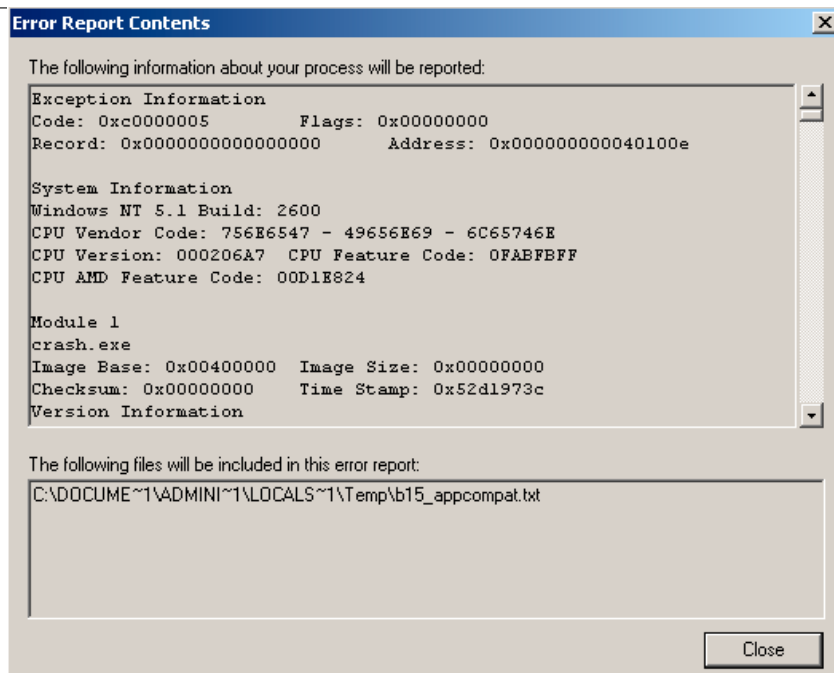 Error Report Contents
The following information about your process will be reported:
Exception Information
Code: 0xc0000005 Flags: 0x00000000
Record: 0x0000000000000000 Address: 0x000000000040100e
System Information
Windows NT 5.1 Build: 2600
CPU Vendor Code: 756E6547 - 49656E69 - 6C65746E
CPU Version: 000206A7 CPU Feature Code: 0FABFBFF
CPU AMD Feature Code: 00D1E824
Module 1
crash.exe
Image Base: 0x00400000 Image Size: 0x00000000
Checksum: 0x00000000 Time Stamp: 0x52d1973c
Version Information
The following files will be included in this error report:
C:\DOCUME~1\ADMINI~1\LOCALS~1\Temp\b15_appcompat.txt
Close